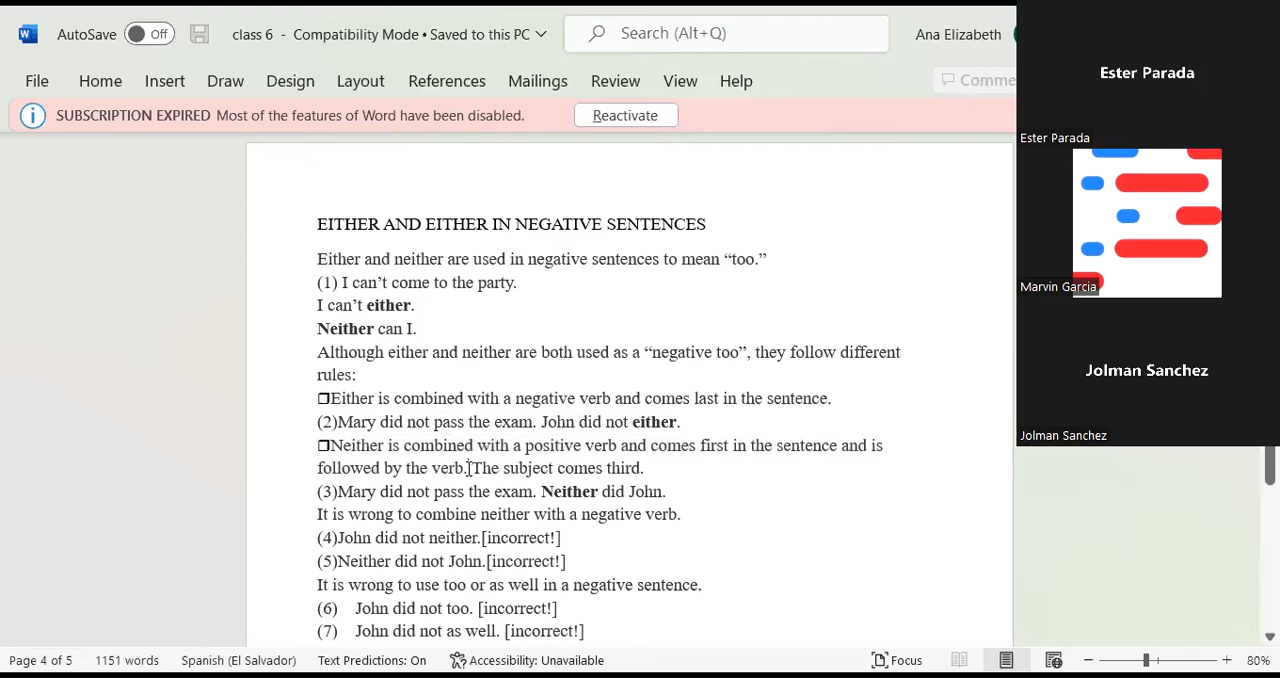 AutoSave Off class 6 - Compatibility Mode • Saved to this PC Search (Alt+Q) Ana Elizabeth
File Home Insert Draw Design Layout References Mailings Review View Help
SUBSCRIPTION EXPIRED Most of the features of Word have been disabled. Reactivate
EITHER AND EITHER IN NEGATIVE SENTENCES
Either and neither are used in negative sentences to mean “too.”
(1) I can’t come to the party.
I can’t either.
Neither can I.
Although either and neither are both used as a “negative too”, they follow different
rules:
❒Either is combined with a negative verb and comes last in the sentence.
(2)Mary did not pass the exam. John did not either.
❒Neither is combined with a positive verb and comes first in the sentence and is
followed by the verb. The subject comes third.
(3)Mary did not pass the exam. Neither did John.
It is wrong to combine neither with a negative verb.
(4)John did not neither.[incorrect!]
(5)Neither did not John.[incorrect!]
It is wrong to use too or as well in a negative sentence.
(6) John did not too. [incorrect!]
(7) John did not as well. [incorrect!]
Page 4 of 5 1151 words Spanish (El Salvador) Text Predictions: On Accessibility: Unavailable Focus 80%
Ester Parada
Ester Parada
Marvin Garcia
Jolman Sanchez
Jolman Sanchez